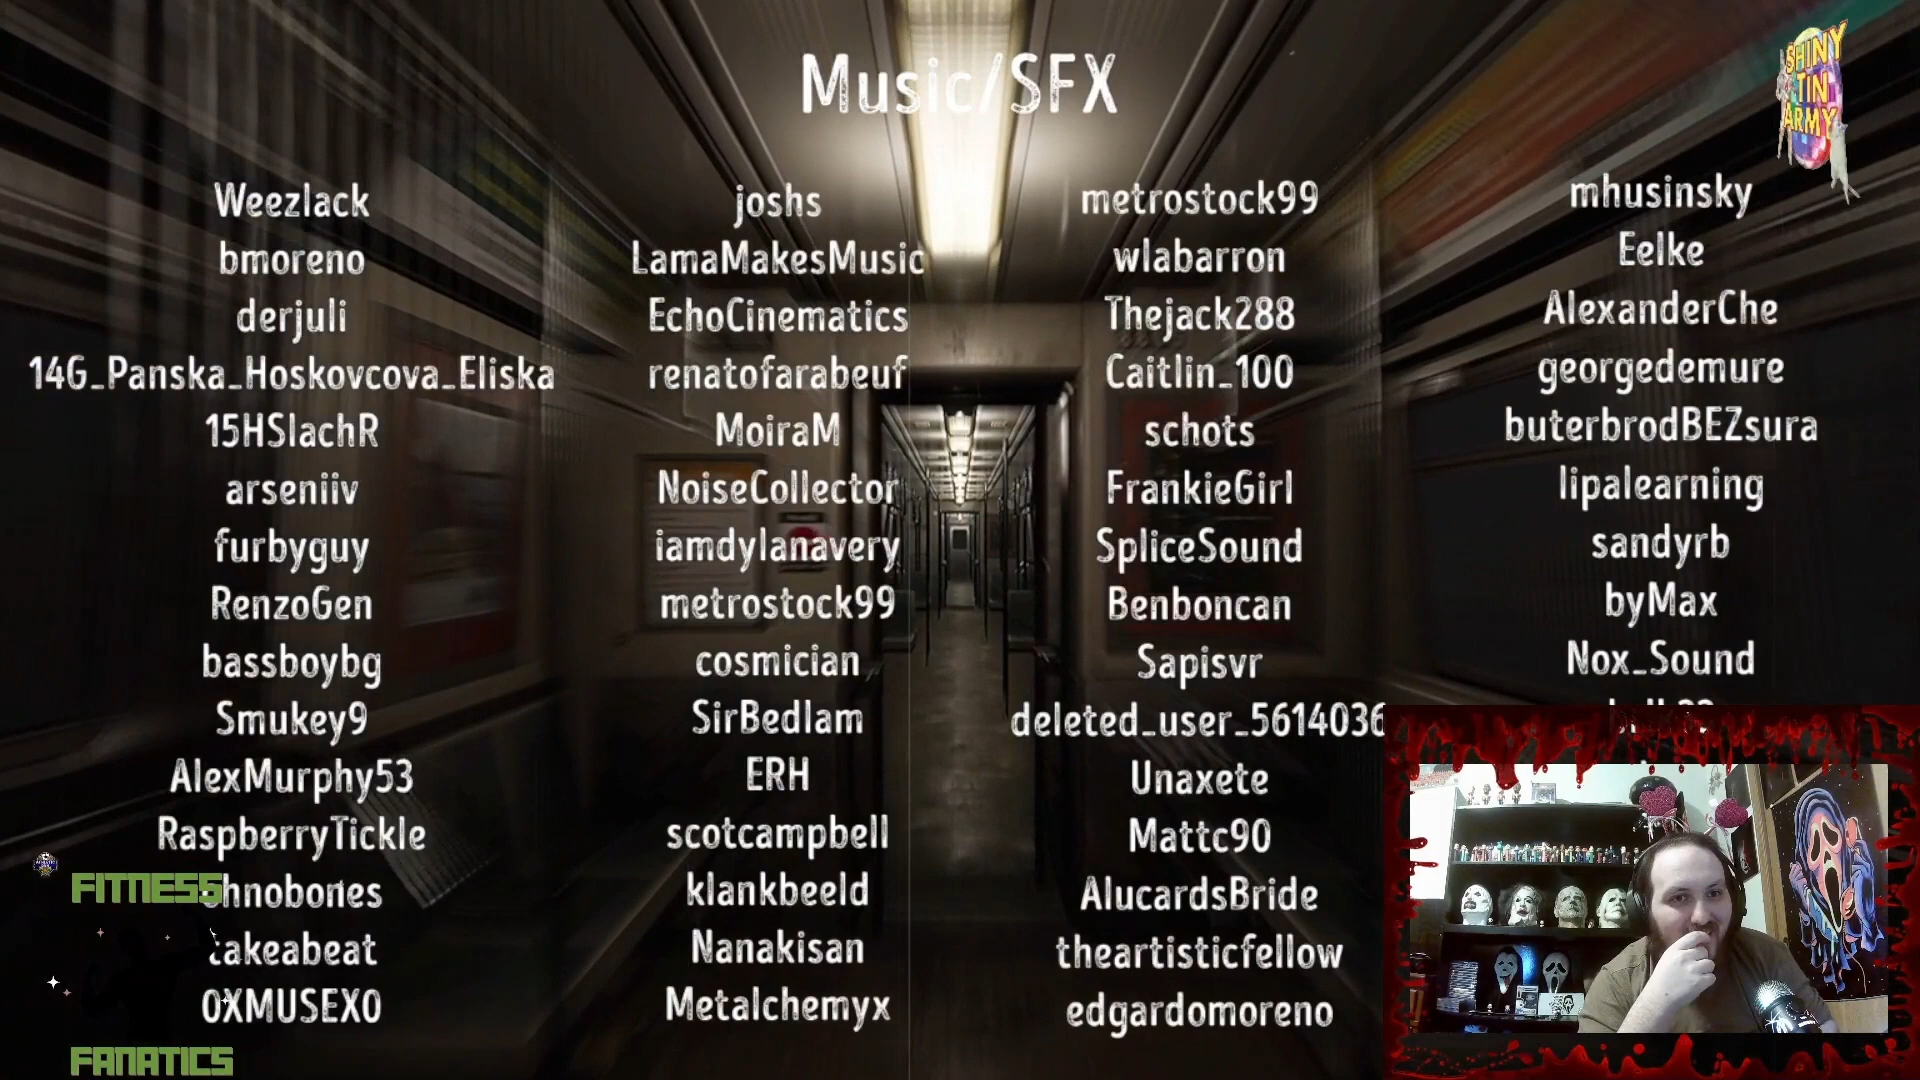 Music/SFX
SHINY
TIN
ARMY
Weezlack
bmoreno
derjuli
14G_Panska_Hoskovcova_Eliska
15HSlachR
arseniiv
furbyguy
RenzoGen
bassboybg
Smukey9
AlexMurphy53
RaspberryTickle
hnobones
takeabeat
0XMUSEX0
joshs
LamaMakesMusic
EchoCinematics
renatofarabeuf
MoiraM
NoiseCollector
iamdylanavery
metrostock99
cosmician
SirBedlam
ERH
scotcampbell
klankbeeld
Nanakisan
Metalchemyx
metrostock99
wlabarron
Thejack288
Caitlin_100
schots
FrankieGirl
SpliceSound
Benboncan
Sapisvr
deleted_user_5614036
Unaxete
Mattc90
AlucardsBride
theartisticfellow
edgardomoreno
mhusinsky
Eelke
AlexanderChe
georgedemure
buterbrodBEZsura
lipalearning
sandyrb
byMax
Nox_Sound
FITNESS
FANATICS